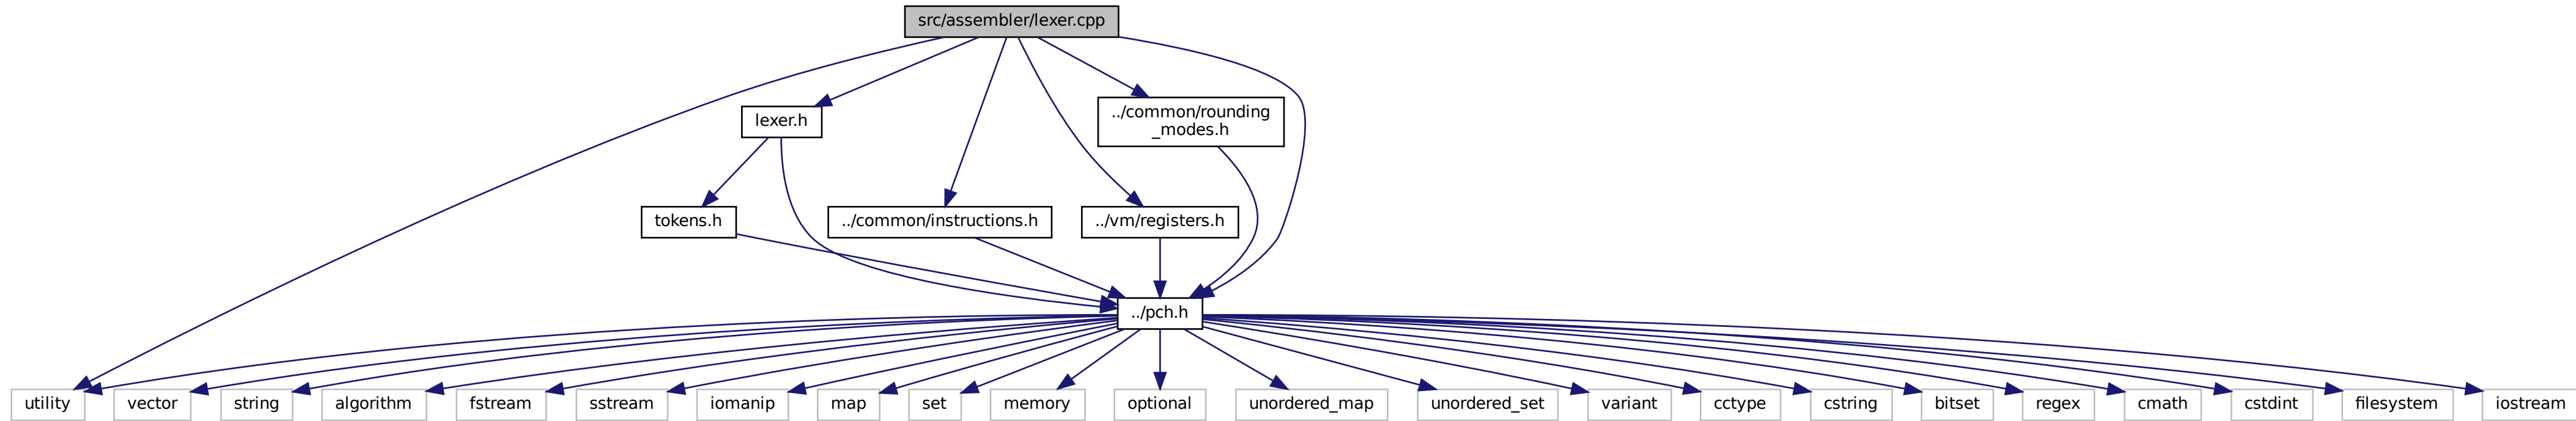 src/assembler/lexer.cpp
../common/rounding
_modes.h
lexer.h
tokens.h
../common/instructions.h
../vm/registers.h
../pch.h
utility
vector
string
algorithm
fstream
sstream
iomanip
map
set
memory
optional
unordered_map
unordered_set
variant
cctype
cstring
bitset
regex
cmath
cstdint
filesystem
iostream